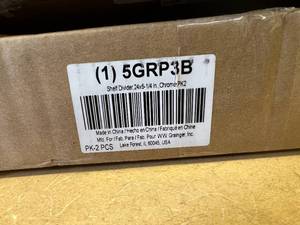 (1) 5GRP3B
Shelf Divider,24x5-1/4 In, Chrome,PK2
Made in China / Hecho en China / Fabriqué en Chine
Mfd. For / Fab. Para / Fab. Pour W.W. Grainger, Inc.
PK-2 PCS Lake Forest, IL 60045, USA